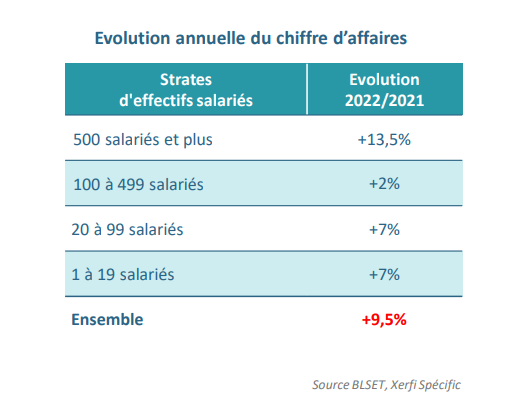 Evolution annuelle du chiffre d’affaires
Strates
d'effectifs salariés
Evolution
2022/2021
500 salariés et plus
+13,5%
100 à 499 salariés
+2%
20 à 99 salariés
+7%
1 à 19 salariés
+7%
Ensemble
+9,5%
Source BLSET, Xerfi Spécific